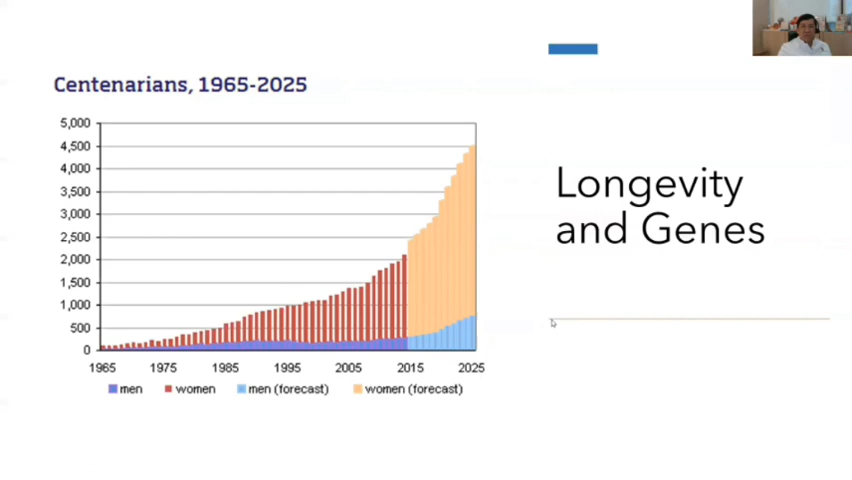 Centenarians, 1965-2025
5,000
4,500
4,000
3,500
3,000
2,500
2,000
1,500
1,000
500
0
1965 1975 1985 1995 2005 2015 2025
men women men (forecast) women (forecast)
Longevity
and Genes